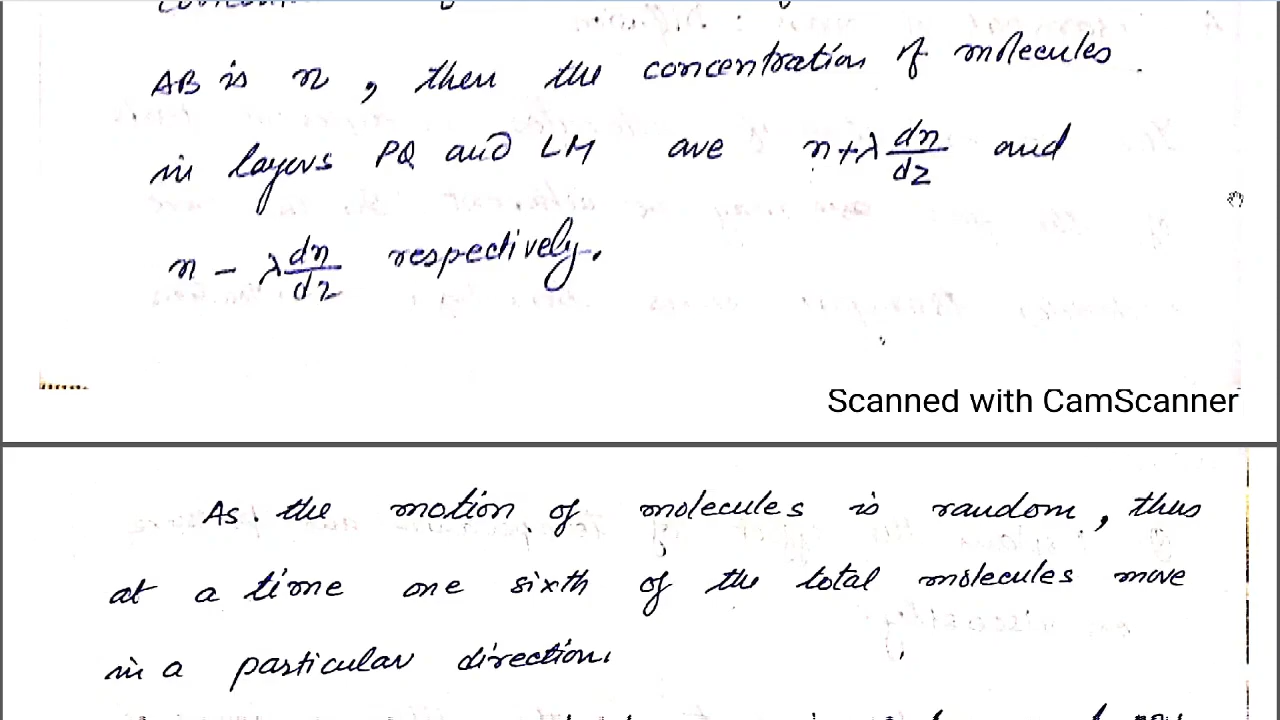 AB is n, then the concentration of molecules
in layers PQ and LM are n+λ dn/dz and
n - λ dn/dz respectively.
Scanned with CamScanner
As the motion of molecules is random, thus
at a time one sixth of the total molecules move
in a particular direction.